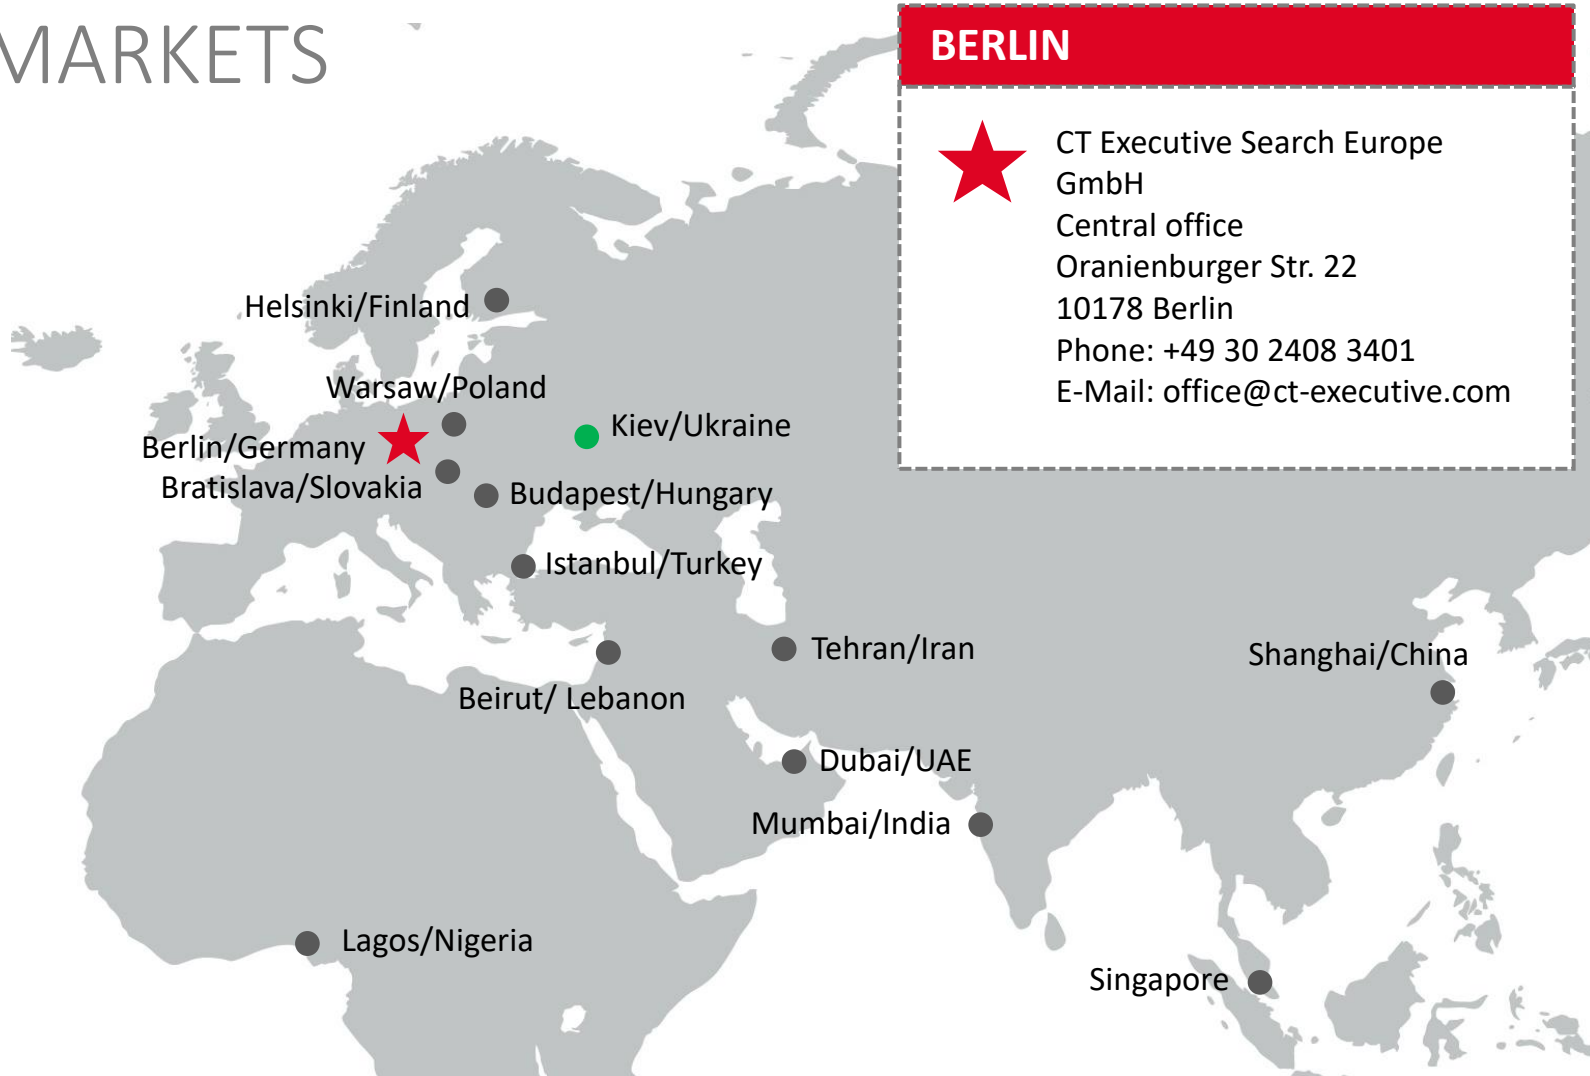 MARKETS
BERLIN
CT Executive Search Europe
GmbH
Central office
Oranienburger Str. 22
10178 Berlin
Phone: +49 30 2408 3401
E-Mail: office@ct-executive.com
Helsinki/Finland
Warsaw/Poland
Kiev/Ukraine
Berlin/Germany
Bratislava/Slovakia
Budapest/Hungary
Istanbul/Turkey
Tehran/Iran
Shanghai/China
Beirut/ Lebanon
Dubai/UAE
Mumbai/India
Lagos/Nigeria
Singapore